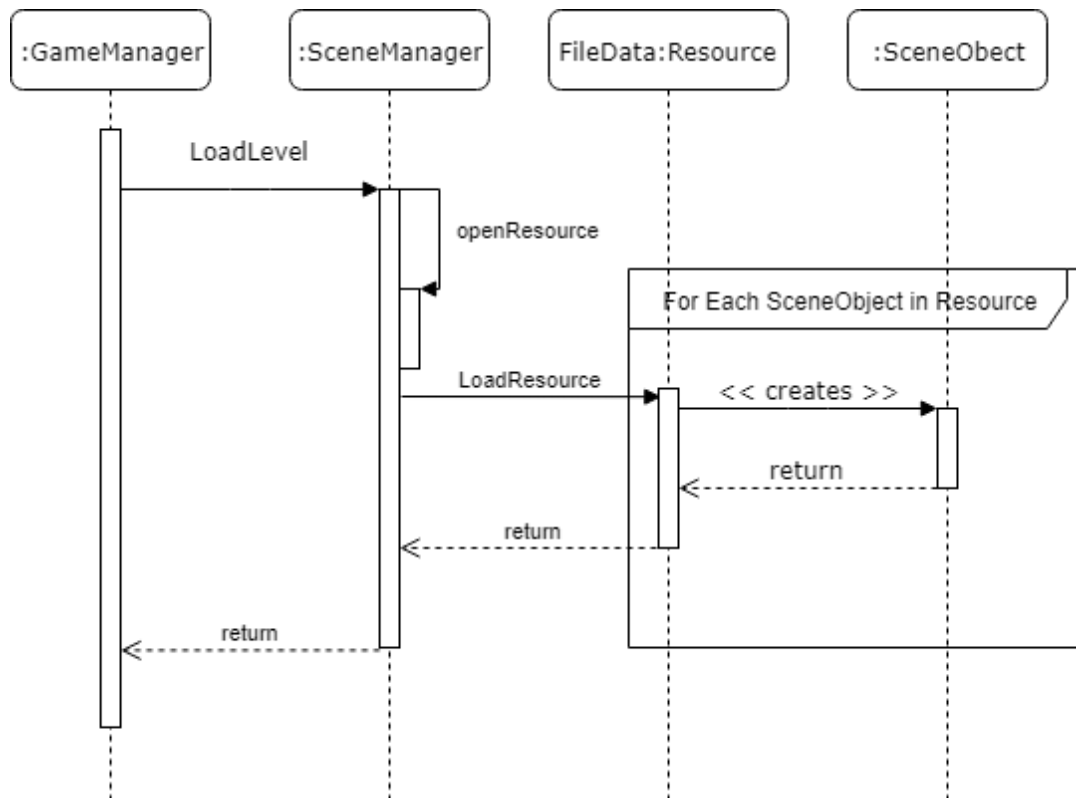 :GameManager
:SceneManager
FileData:Resource
:SceneObect
LoadLevel
openResource
For Each SceneObject in Resource
LoadResource
<< creates >>
return
return
return